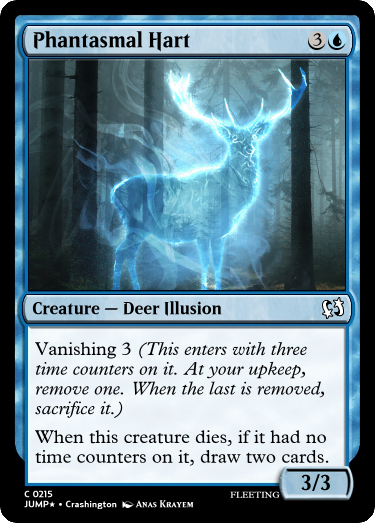 Phantasmal Hart 3
Creature — Deer Illusion
Vanishing 3 (This enters with three
time counters on it. At your upkeep,
remove one. When the last is removed,
sacrifice it.)
When this creature dies, if it had no
time counters on it, draw two cards.
3/3
C 0215 FLEETING
JUMP★ • Crashington Anas Krayem